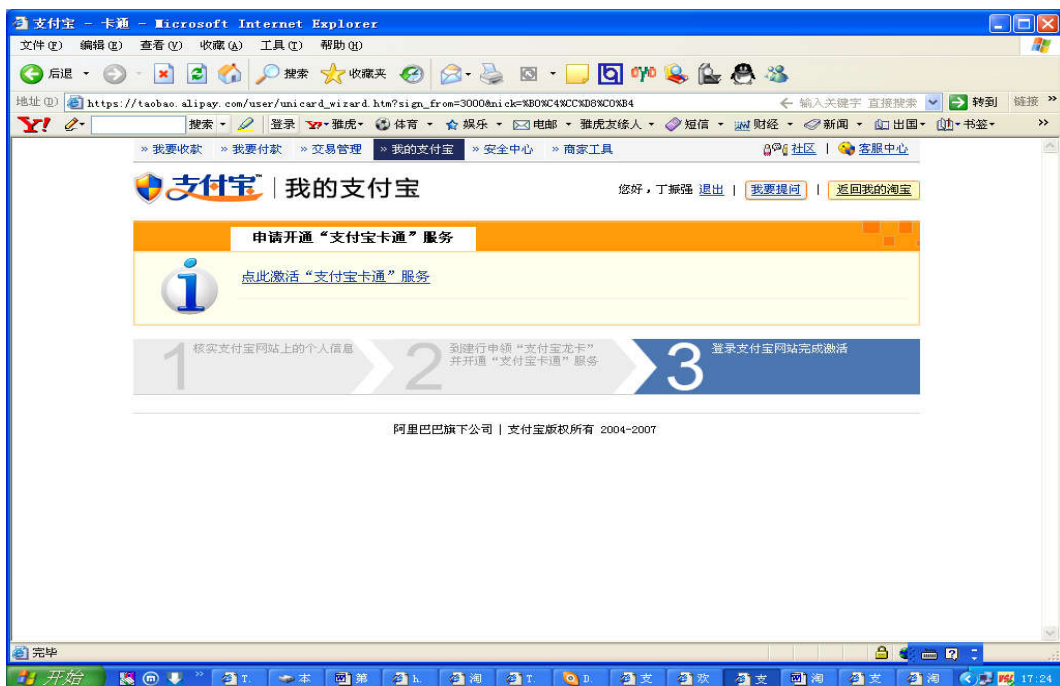 支付宝 - 卡通 - Microsoft Internet Explorer
文件(F) 编辑(E) 查看(V) 收藏(A) 工具(T) 帮助(H)
后退 搜索 收藏夹
地址(D) https://taobao.alipay.com/user/unicard_wizard.htm?sign_from=3000&nick=%B0%C4%CC%D8%C0%B4 输入关键字 直接搜索 转到 链接 »
Y! 搜索 登录 雅虎 体育 娱乐 电邮 雅虎友缘人 短信 财经 新闻 出国 书签 »
» 我要收款 » 我要付款 » 交易管理 » 我的支付宝 » 安全中心 » 商家工具 社区 | 客服中心
支付宝™ | 我的支付宝 您好，丁振强 退出 | 我要提问 | 返回我的淘宝
申请开通“支付宝卡通”服务
点此激活“支付宝卡通”服务
1 核实支付宝网站上的个人信息
2 到建行申领“支付宝龙卡”
并开通“支付宝卡通”服务
3 登录支付宝网站完成激活
阿里巴巴旗下公司 | 支付宝版权所有 2004-2007
完毕
开始 » T. 本 第 h. 淘 T. D. 支 欢 支 淘 支 淘 17:24